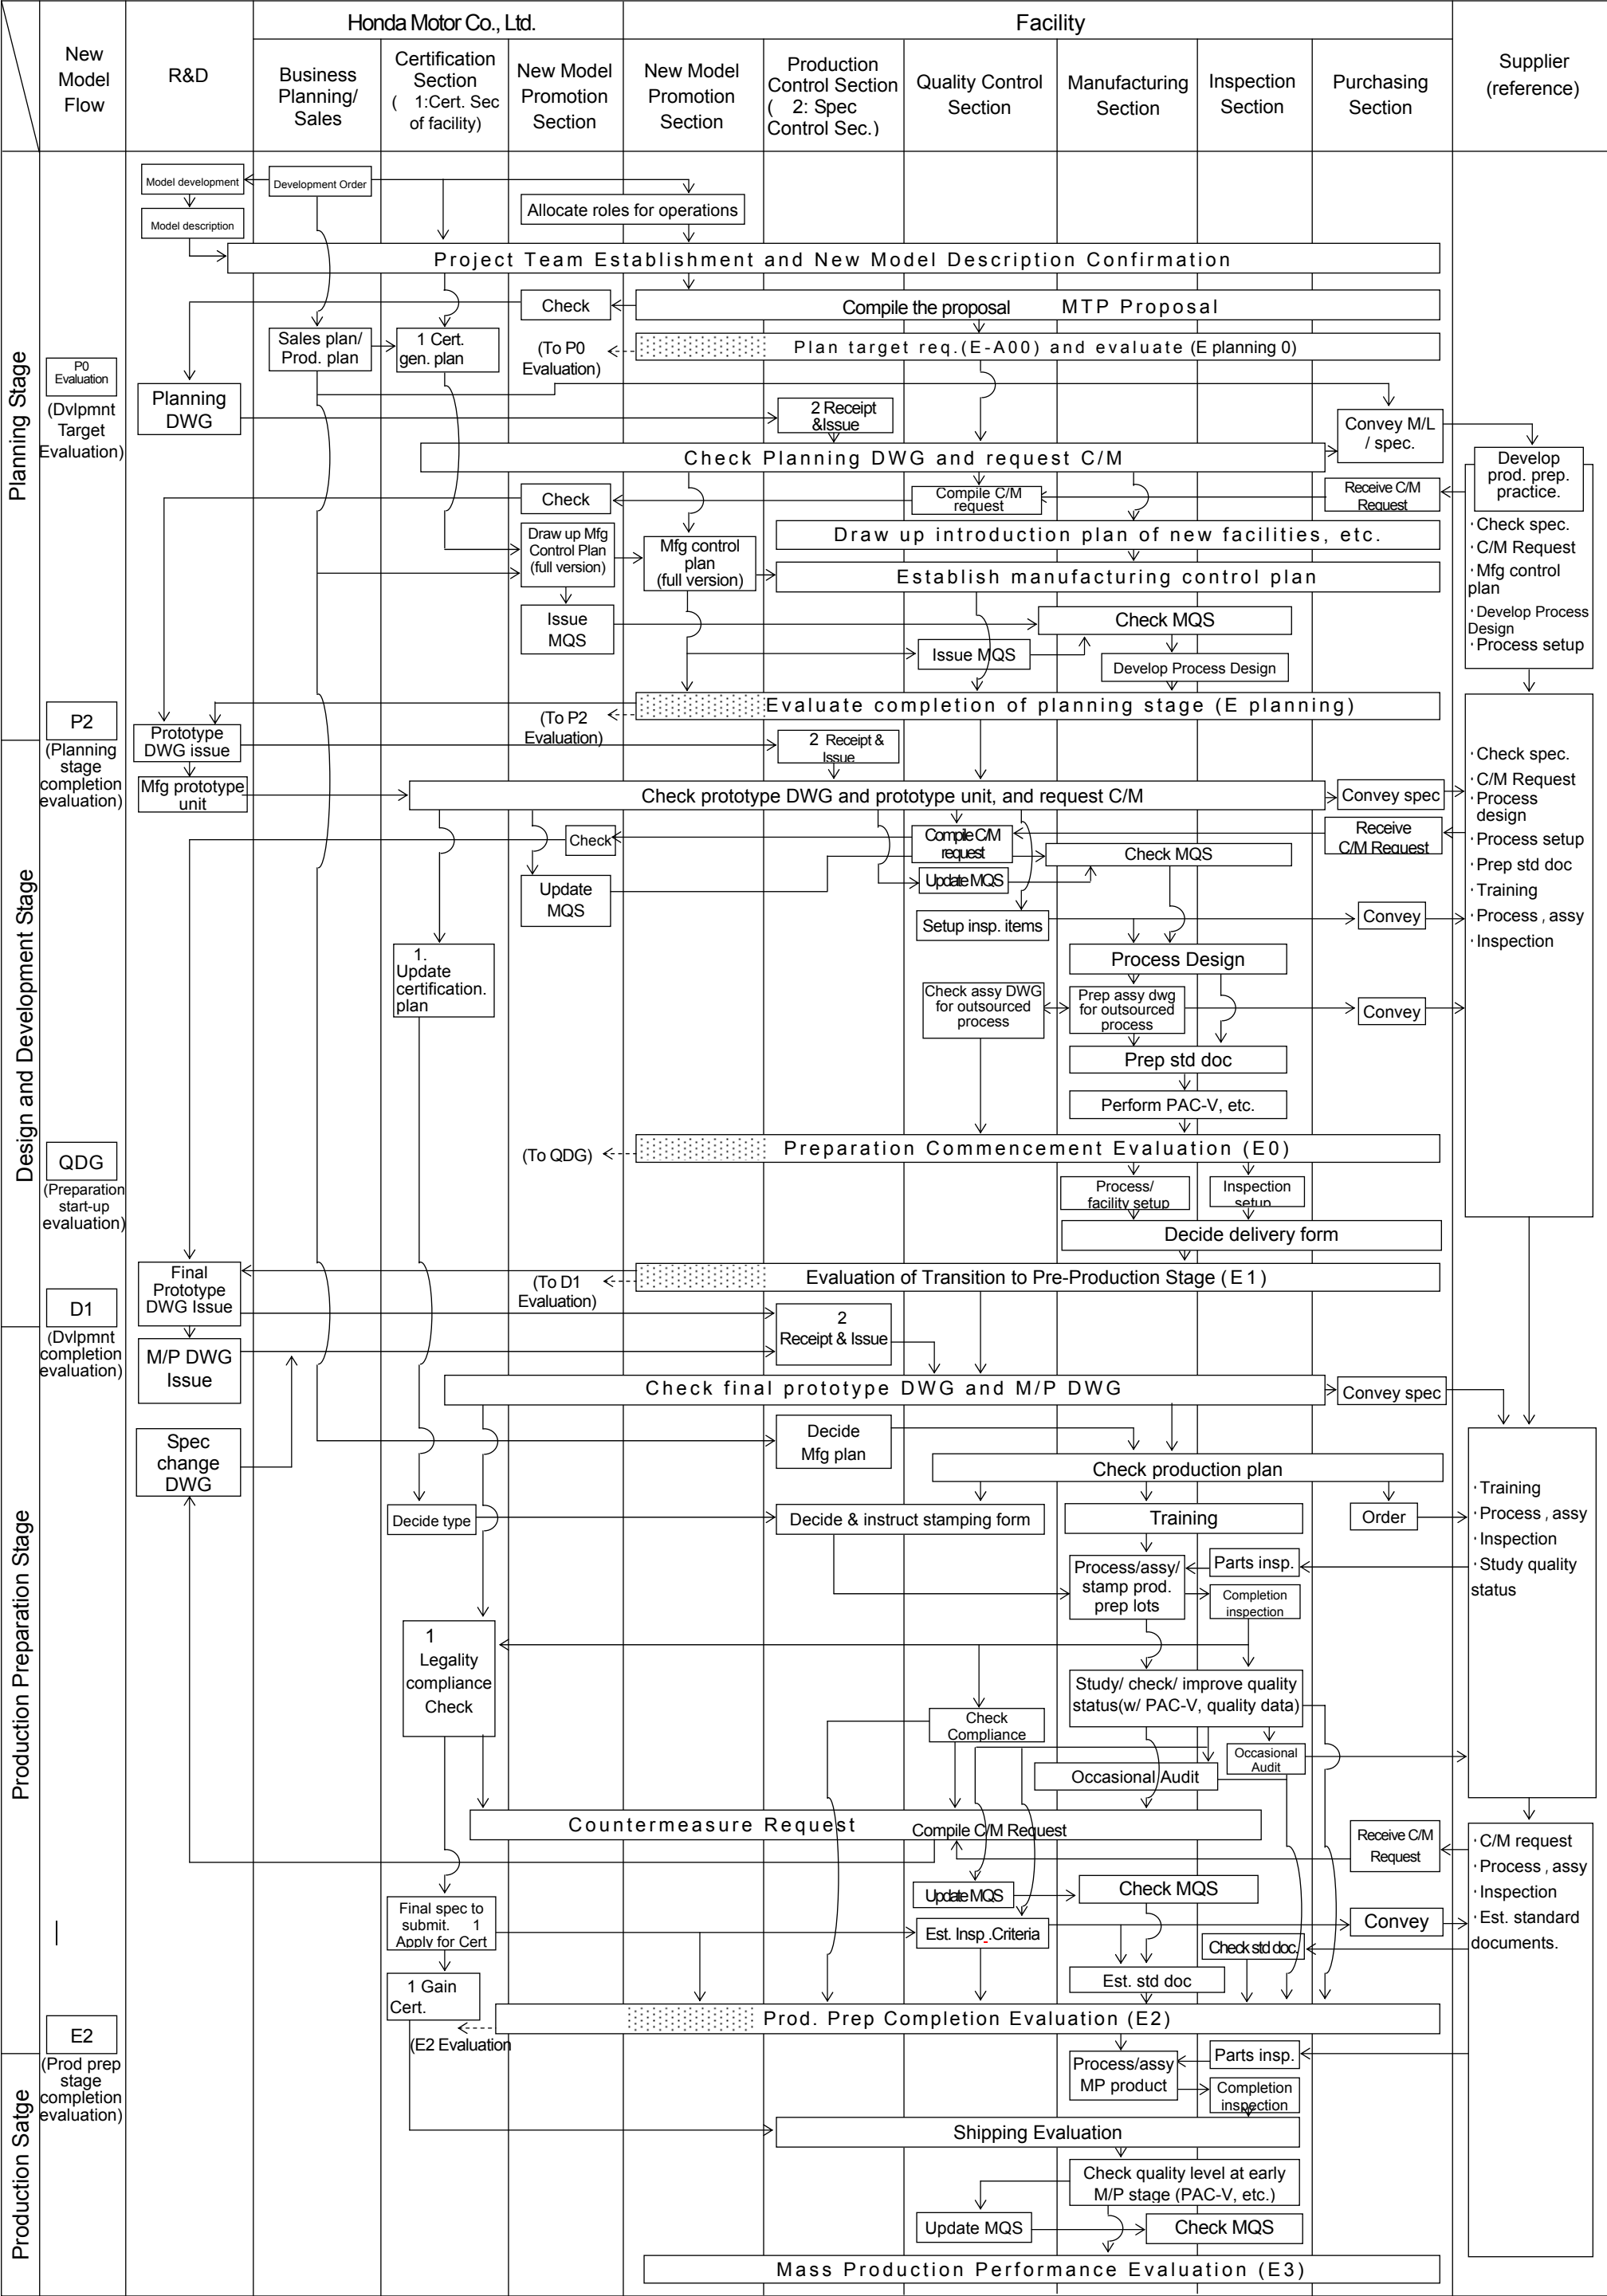 Honda Motor Co., Ltd.
Facility
New
Model
Flow
R&D
Business
Planning/
Sales
Certification
Section
( 1:Cert. Sec
of facility)
New Model
Promotion
Section
New Model
Promotion
Section
Production
Control Section
( 2: Spec
Control Sec.)
Quality Control
Section
Manufacturing
Section
Inspection
Section
Purchasing
Section
Supplier
(reference)
Planning Stage
Model development
Development Order
Model description
Allocate roles for operations
Project Team Establishment and New Model Description Confirmation
Check
Compile the proposal MTP Proposal
Sales plan/
Prod. plan
1 Cert.
gen. plan
(To P0
Evaluation)
Plan target req.(E-A00) and evaluate (E planning 0)
P0
Evaluation
(Dvlpmnt
Target
Evaluation)
Planning
DWG
2 Receipt
&Issue
Convey M/L
/ spec.
Check Planning DWG and request C/M
Develop
prod. prep.
practice.
Check
Compile C/M
request
Receive C/M
Request
Draw up Mfg
Control Plan
(full version)
Mfg control
plan
(full version)
Draw up introduction plan of new facilities, etc.
Establish manufacturing control plan
·Check spec.
·C/M Request
·Mfg control
plan
·Develop Process
Design
·Process setup
Issue
MQS
Check MQS
Issue MQS
Develop Process Design
P2
(Planning
stage
completion
evaluation)
(To P2
Evaluation)
Evaluate completion of planning stage (E planning)
Design and Development Stage
Prototype
DWG issue
2 Receipt &
Issue
Mfg prototype
unit
Check prototype DWG and prototype unit, and request C/M
Convey spec
·Check spec.
·C/M Request
·Process
design
·Process setup
·Prep std doc
·Training
·Process , assy
·Inspection
Check
Compile C/M
request
Check MQS
Receive
C/M Request
Update
MQS
Update MQS
Setup insp. items
Convey
1.
Update
certification.
plan
Process Design
Check assy DWG
for outsourced
process
Prep assy dwg
for outsourced
process
Convey
Prep std doc
Perform PAC-V, etc.
QDG
(Preparation
start-up
evaluation)
(To QDG)
Preparation Commencement Evaluation (E0)
Process/
facility setup
Inspection
setup
Decide delivery form
Final
Prototype
DWG Issue
(To D1
Evaluation)
Evaluation of Transition to Pre-Production Stage (E1)
D1
(Dvlpmnt
completion
evaluation)
2
Receipt & Issue
Production Preparation Stage
M/P DWG
Issue
Check final prototype DWG and M/P DWG
Convey spec
Spec
change
DWG
Decide
Mfg plan
Check production plan
Decide type
Decide & instruct stamping form
Training
Order
·Training
·Process , assy
·Inspection
·Study quality
status
Process/assy/
stamp prod.
prep lots
Parts insp.
Completion
inspection
1
Legality
compliance
Check
Study/ check/ improve quality
status(w/ PAC-V, quality data)
Check
Compliance
Occasional
Audit
Occasional Audit
Countermeasure Request Compile C/M Request
Receive C/M
Request
·C/M request
·Process , assy
·Inspection
·Est. standard
documents.
Update MQS
Check MQS
Final spec to
submit. 1
Apply for Cert
Est. Insp..Criteria
Convey
Check std doc.
Est. std doc
1 Gain
Cert.
E2
(Prod prep
stage
completion
evaluation)
(E2 Evaluation
Prod. Prep Completion Evaluation (E2)
Production Satge
Process/assy
MP product
Parts insp.
Completion
inspection
Shipping Evaluation
Check quality level at early
M/P stage (PAC-V, etc.)
Update MQS
Check MQS
Mass Production Performance Evaluation (E3)